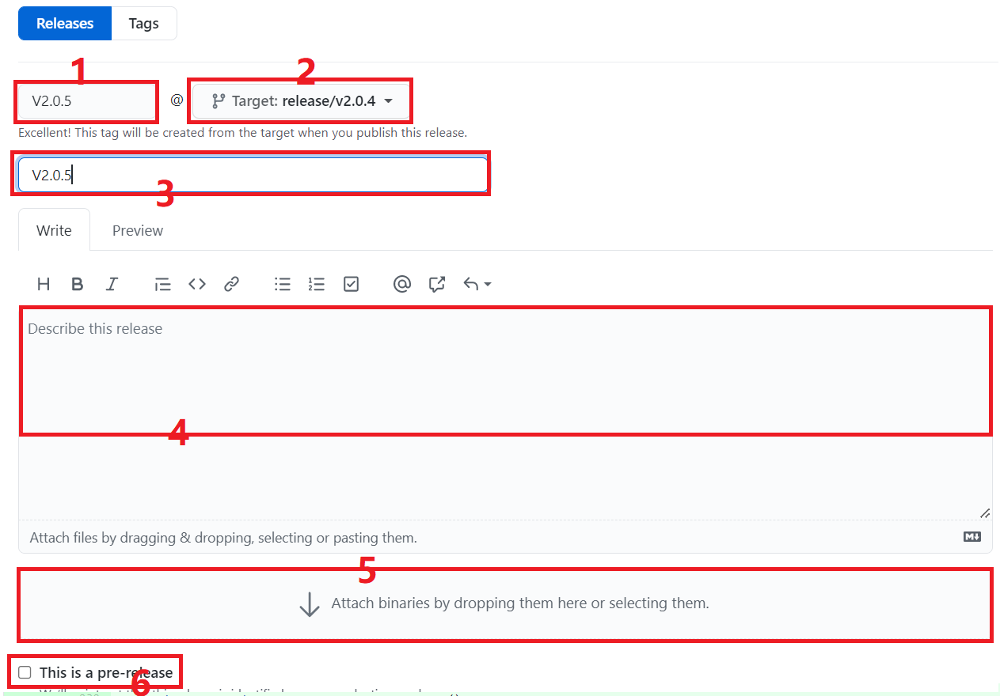 Releases Tags
1 2
V2.0.5 @ Target: release/v2.0.4
Excellent! This tag will be created from the target when you publish this release.
V2.0.5
3
Write Preview
H B I @
Describe this release
4
Attach files by dragging & dropping, selecting or pasting them.
5
Attach binaries by dropping them here or selecting them.
This is a pre-release
6